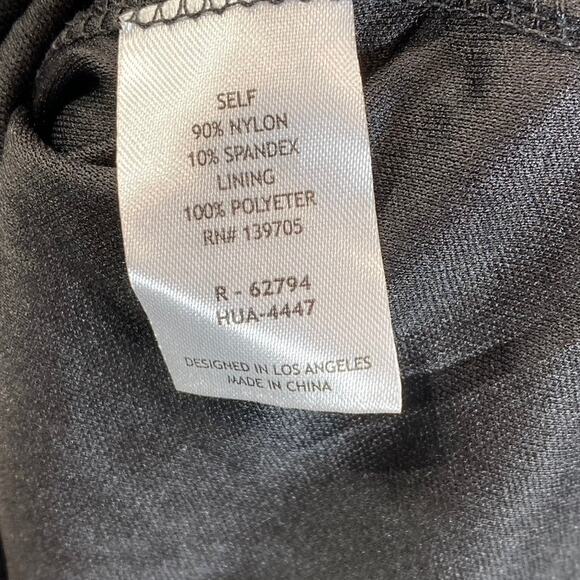 SELF
90% NYLON
10% SPANDEX
LINING
100% POLYETER
RN# 139705
R - 62794
HUA-4447
DESIGNED IN LOS ANGELES
MADE IN CHINA